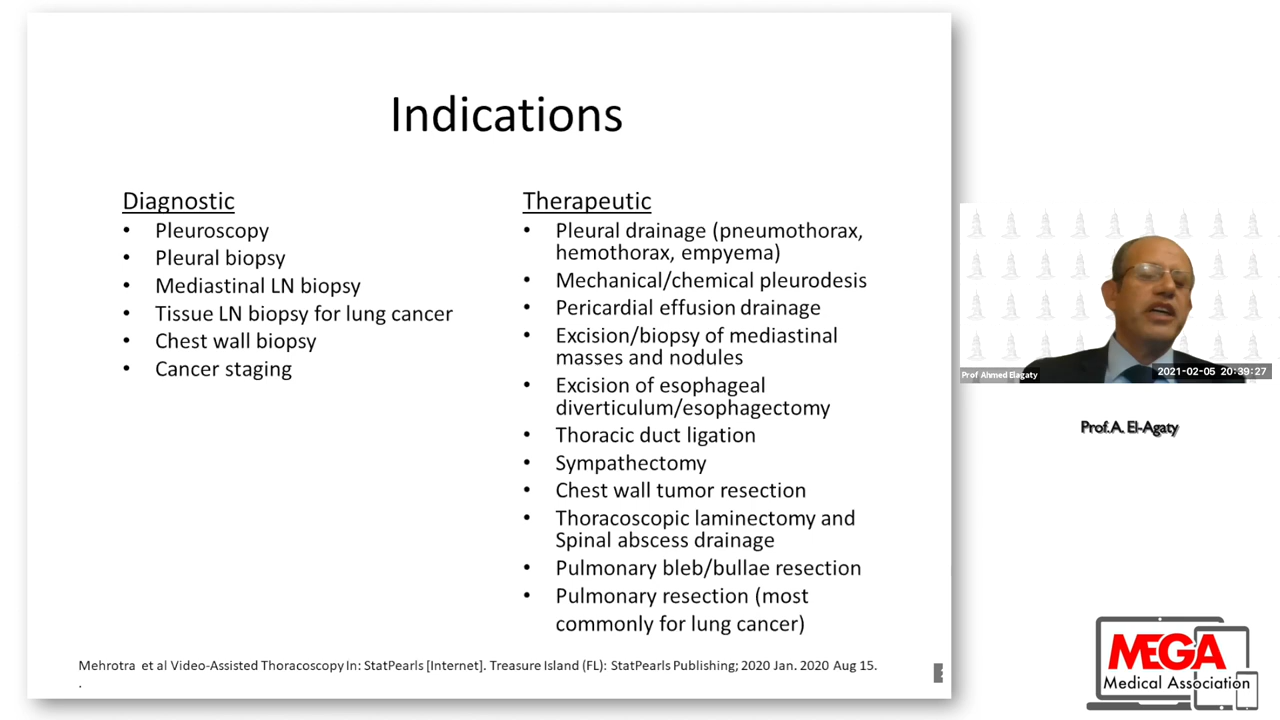 Indications
Diagnostic
• Pleuroscopy
• Pleural biopsy
• Mediastinal LN biopsy
• Tissue LN biopsy for lung cancer
• Chest wall biopsy
• Cancer staging
Therapeutic
• Pleural drainage (pneumothorax,
hemothorax, empyema)
• Mechanical/chemical pleurodesis
• Pericardial effusion drainage
• Excision/biopsy of mediastinal
masses and nodules
• Excision of esophageal
diverticulum/esophagectomy
• Thoracic duct ligation
• Sympathectomy
• Chest wall tumor resection
• Thoracoscopic laminectomy and
Spinal abscess drainage
• Pulmonary bleb/bullae resection
• Pulmonary resection (most
commonly for lung cancer)
Mehrotra et al Video-Assisted Thoracoscopy In: StatPearls [Internet]. Treasure Island (FL): StatPearls Publishing; 2020 Jan. 2020 Aug 15.
.
Prof Ahmed Elagaty
2021-02-05 20:39:27
Prof.A. El-Agaty
MEGA
Medical Association